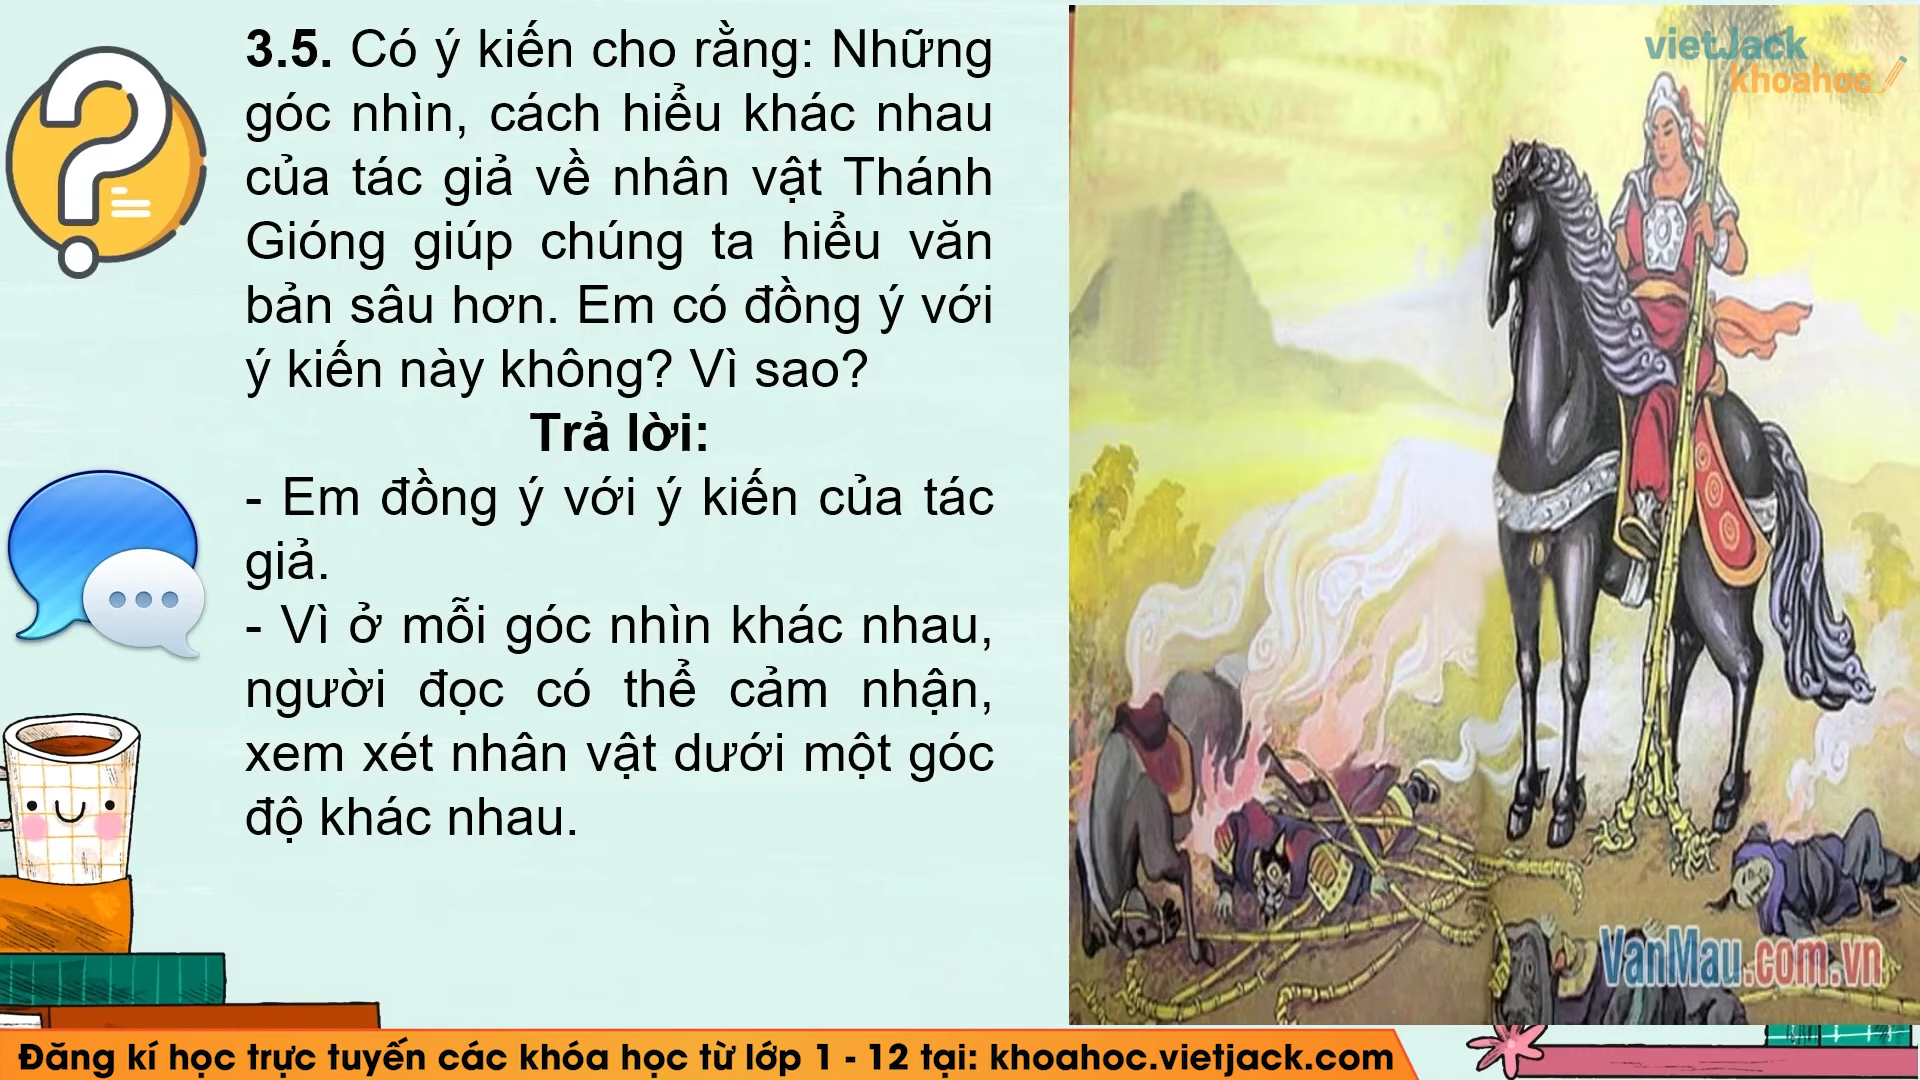 3.5. Có ý kiến cho rằng: Những
góc nhìn, cách hiểu khác nhau
của tác giả về nhân vật Thánh
Gióng giúp chúng ta hiểu văn
bản sâu hơn. Em có đồng ý với
ý kiến này không? Vì sao?
Trả lời:
- Em đồng ý với ý kiến của tác
giả.
- Vì ở mỗi góc nhìn khác nhau,
người đọc có thể cảm nhận,
xem xét nhân vật dưới một góc
độ khác nhau.
vietJack
khoahoc
VanMau.com.vn
Đăng kí học trực tuyến các khóa học từ lớp 1 - 12 tại: khoahoc.vietjack.com